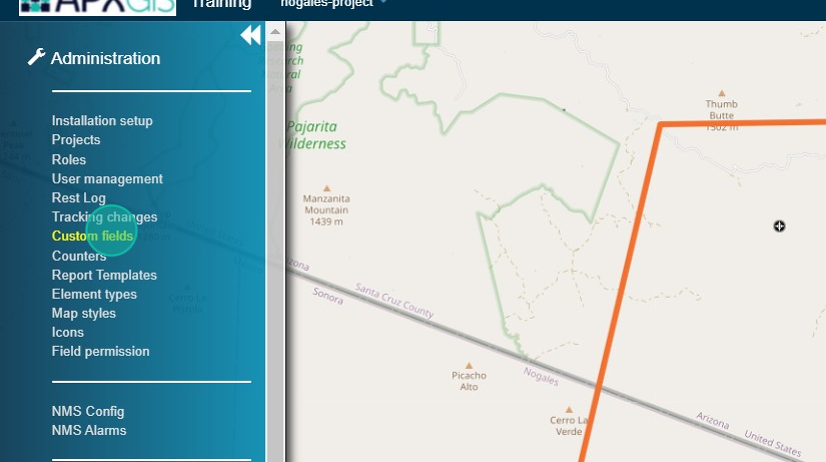 APXGIS
Training
nogales-project
Administration
Installation setup
Projects
Roles
User management
Rest Log
Tracking changes
Custom fields
Counters
Report Templates
Element types
Map styles
Icons
Field permission
NMS Config
NMS Alarms
Pajarita
Wilderness
Manzanita
Mountain
1439 m
Thumb
Butte
1502 m
Sonora
Santa Cruz County
Nogales
Picacho
Alto
Cerro La
Verde
Arizona
United States